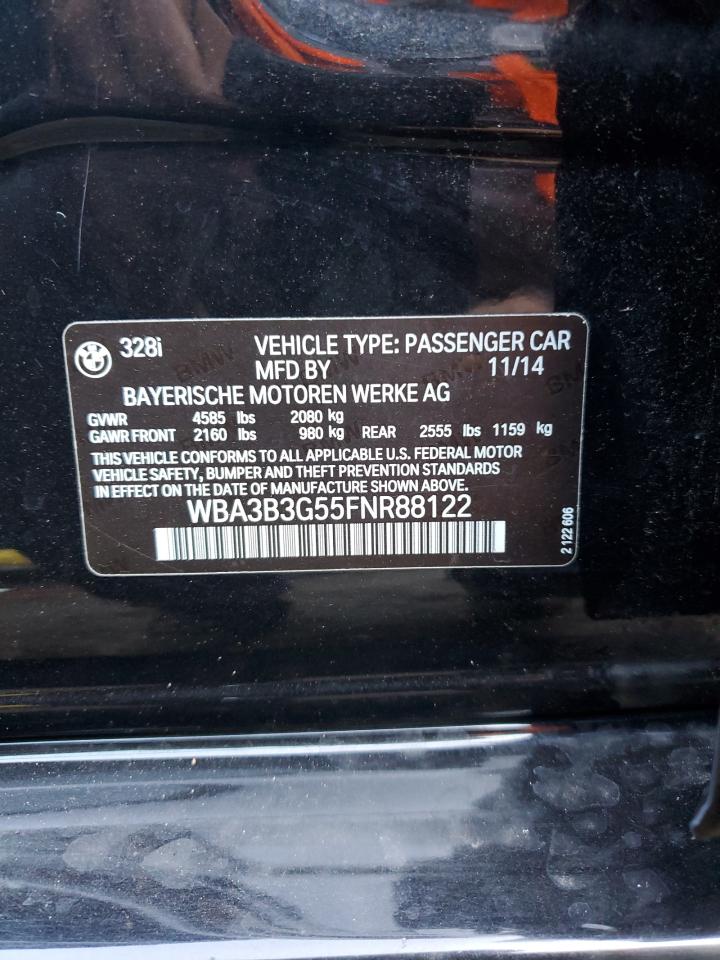 328i VEHICLE TYPE: PASSENGER CAR
MFD BY 11/14
BAYERISCHE MOTOREN WERKE AG
GVWR 4585 lbs 2080 kg
GAWR FRONT 2160 lbs 980 kg REAR 2555 lbs 1159 kg
THIS VEHICLE CONFORMS TO ALL APPLICABLE U.S. FEDERAL MOTOR
VEHICLE SAFETY, BUMPER AND THEFT PREVENTION STANDARDS
IN EFFECT ON THE DATE OF MANUFACTURE SHOWN ABOVE.
WBA3B3G55FNR88122
2 122 606